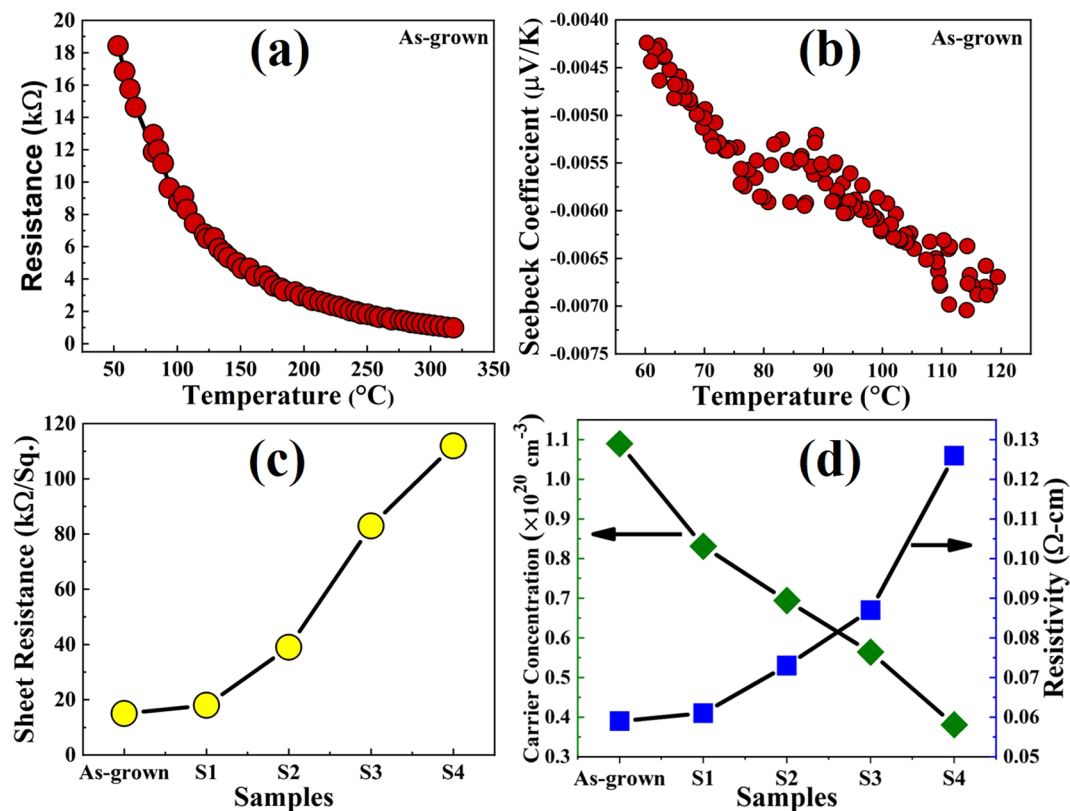 (a)
As-grown
Resistance (kΩ)
20
18
16
14
12
10
8
6
4
2
0
50 100 150 200 250 300 350
Temperature (°C)
(b)
As-grown
Seebeck Coeffiecient (μV/K)
-0.0040
-0.0045
-0.0050
-0.0055
-0.0060
-0.0065
-0.0070
-0.0075
60 70 80 90 100 110 120
Temperature (°C)
(c)
Sheet Resistance (kΩ/Sq.)
120
100
80
60
40
20
0
As-grown S1 S2 S3 S4
Samples
(d)
Carrier Concentration (×10²⁰ cm⁻³)
1.1
1.0
0.9
0.8
0.7
0.6
0.5
0.4
0.3
Resistivity (Ω-cm)
0.13
0.12
0.11
0.10
0.09
0.08
0.07
0.06
0.05
As-grown S1 S2 S3 S4
Samples